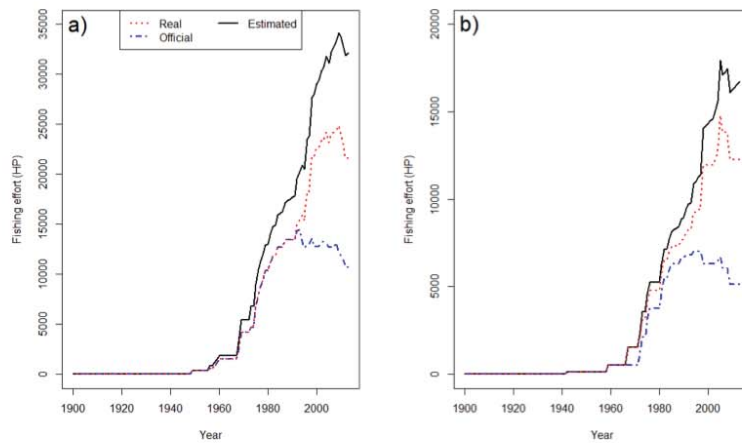 a)
Real
Official
Estimated
Fishing effort (HP)
35000
30000
25000
20000
15000
10000
5000
0
1900 1920 1940 1960 1980 2000
Year
b)
Fishing effort (HP)
20000
15000
10000
5000
0
1900 1920 1940 1960 1980 2000
Year